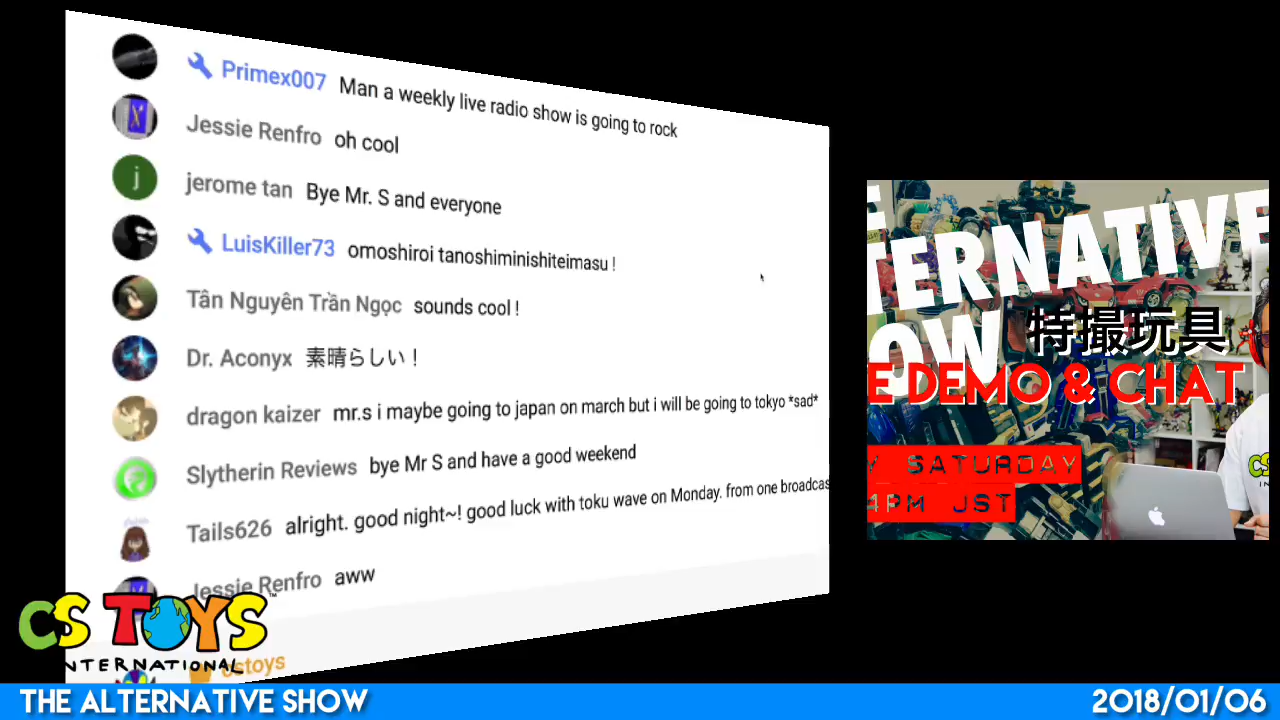 Primex007 Man a weekly live radio show is going to rock
Jessie Renfro oh cool
j
jerome tan Bye Mr. S and everyone
LuisKiller73 omoshiroi tanoshiminishiteimasu !
Tân Nguyên Trần Ngọc sounds cool !
Dr. Aconyx 素晴らしい！
dragon kaizer mr.s i maybe going to japan on march but i will be going to tokyo *sad*
Slytherin Reviews bye Mr S and have a good weekend
Tails626 alright. good night~! good luck with toku wave on Monday. from one broadcas
Jessie Renfro aww
cstoys
CS TOYS™
INTERNATIONAL
E
TERNATIVE
OW
特撮玩具
E DEMO & CHAT
Y SATURDAY
4PM JST
THE ALTERNATIVE SHOW
2018/01/06